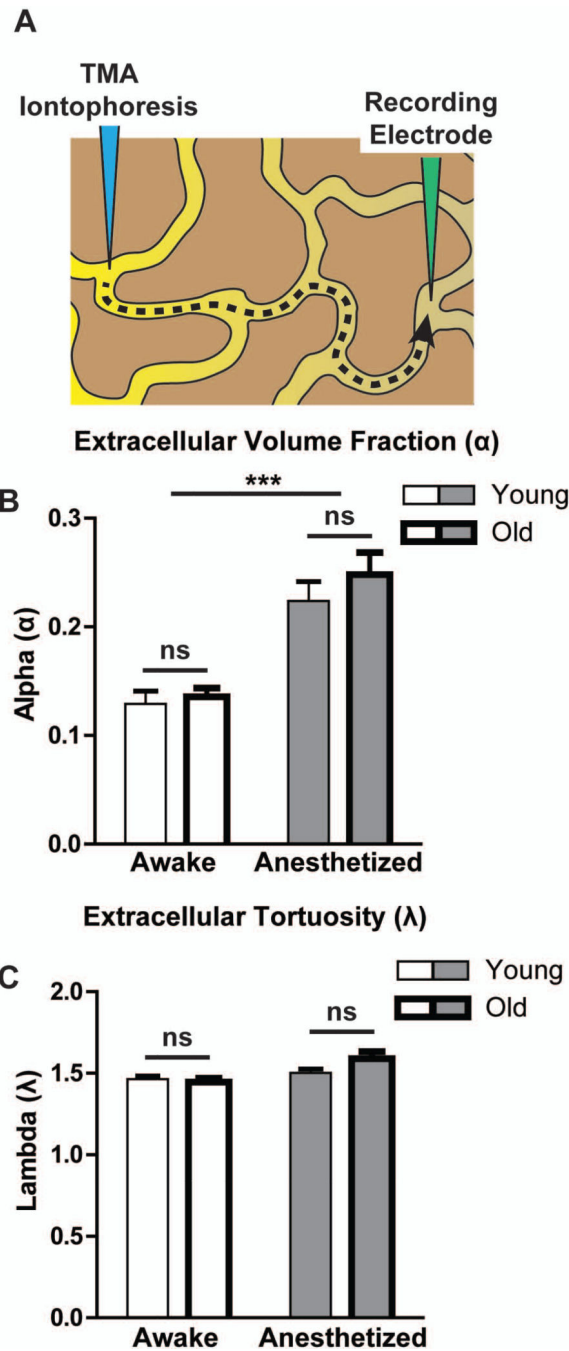 A
TMA
Iontophoresis
Recording
Electrode
Extracellular Volume Fraction (α)
B
***
Young
Old
ns
ns
0.3
0.2
0.1
0.0
Alpha (α)
Awake
Anesthetized
Extracellular Tortuosity (λ)
C
Young
Old
ns
ns
2.0
1.5
1.0
0.5
0.0
Lambda (λ)
Awake
Anesthetized